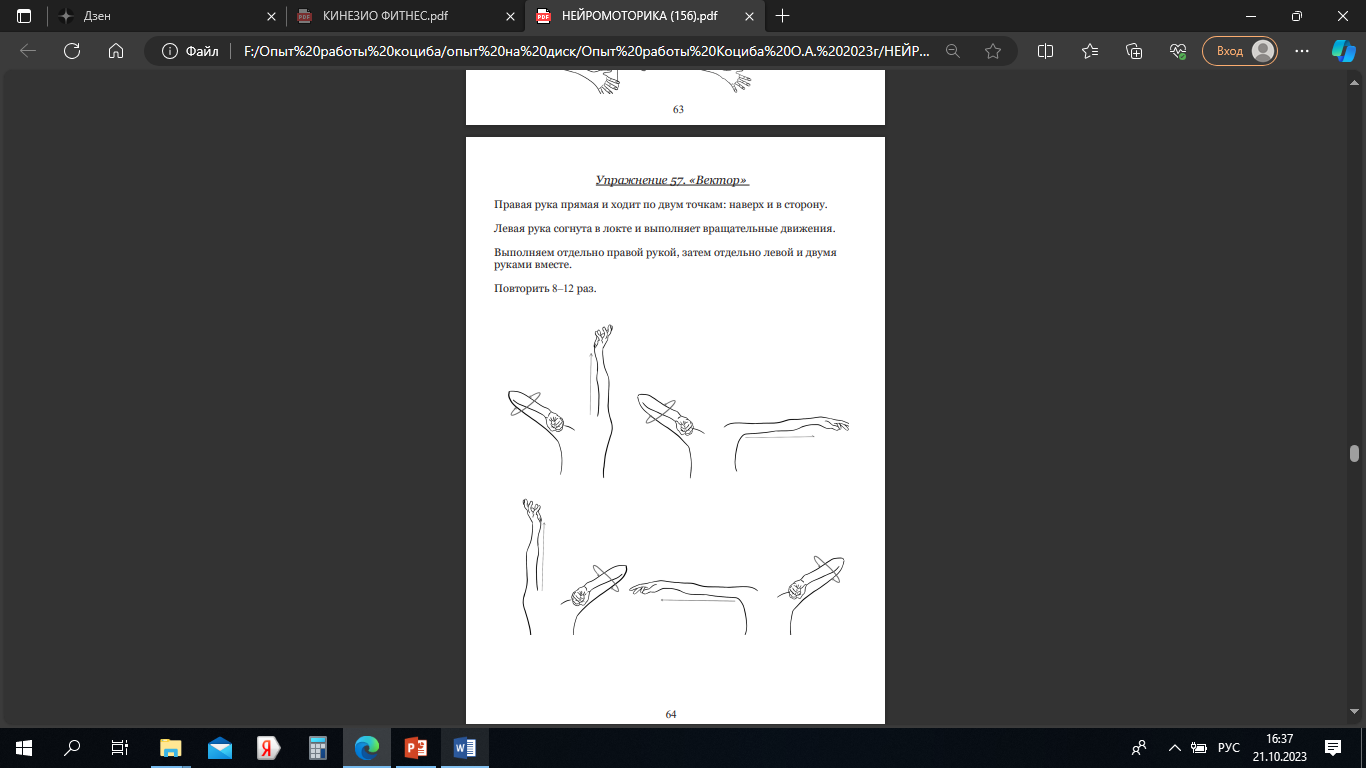 Дзен
КИНЕЗИО ФИТНЕС.pdf
НЕЙРОМОТОРИКА (156).pdf
Файл
F:/Опыт%20работы%20коциба/опыт%20на%20диск/Опыт%20работы%20Коциба%20О.А.%202023г/НЕЙР...
Вход
63
Упражнение 57. «Вектор»
Правая рука прямая и ходит по двум точкам: наверх и в сторону.
Левая рука согнута в локте и выполняет вращательные движения.
Выполняем отдельно правой рукой, затем отдельно левой и двумя
руками вместе.
Повторить 8–12 раз.
64
РУС
16:37
21.10.2023